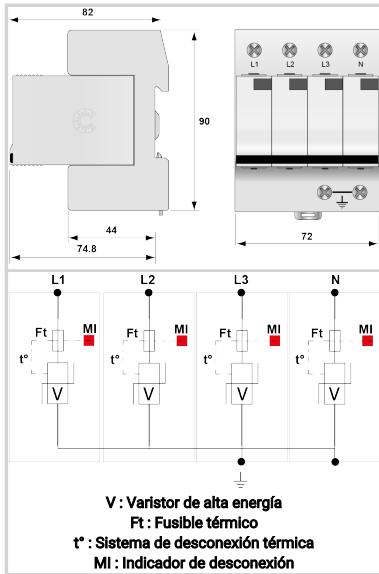 82
L1 L2 L3 N
90
44
74.8
72
L1 L2 L3 N
Ft MI Ft MI Ft MI Ft MI
t° t° t° t°
V V V V
V : Varistor de alta energía
Ft : Fusible térmico
t° : Sistema de desconexión térmica
MI : Indicador de desconexión